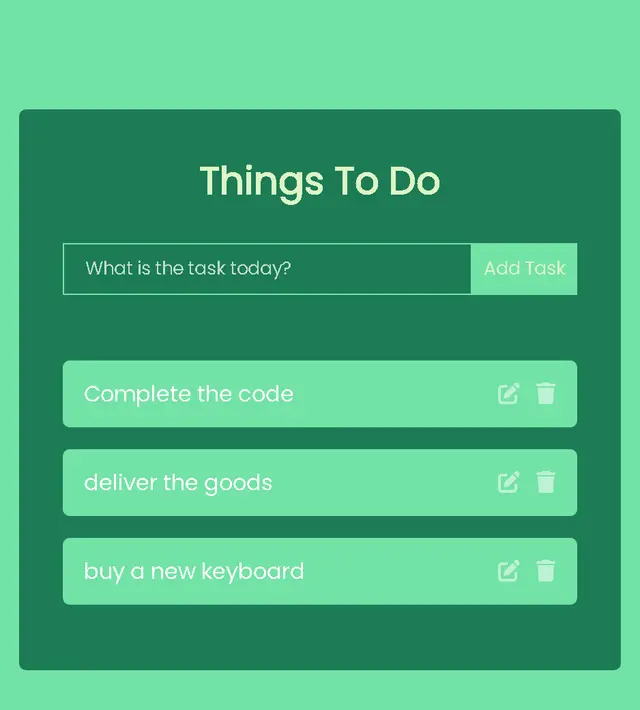 Things To Do
What is the task today?
Add Task
Complete the code
deliver the goods
buy a new keyboard